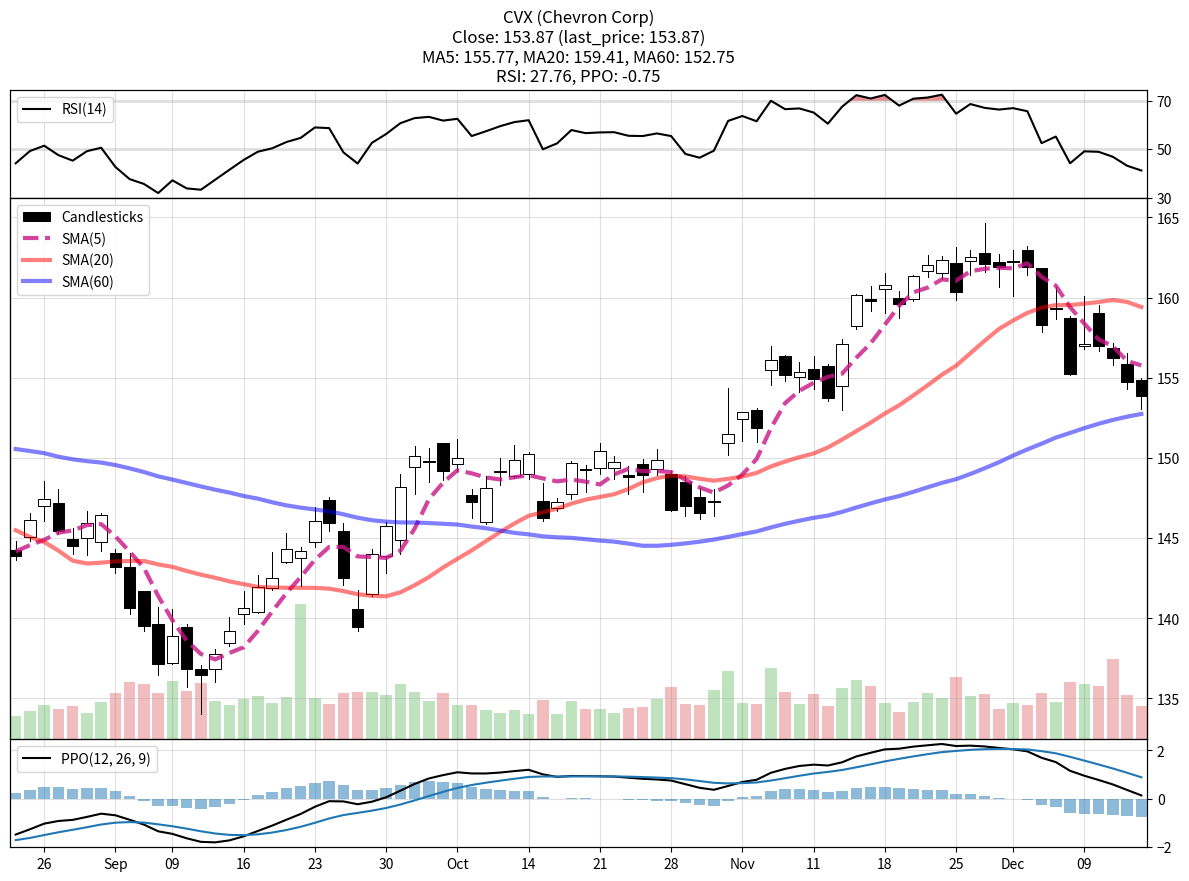 CVX (Chevron Corp)
Close: 153.87 (last_price: 153.87)
MA5: 155.77, MA20: 159.41, MA60: 152.75
RSI: 27.76, PPO: -0.75
RSI(14)
70
50
30
Candlesticks
SMA(5)
SMA(20)
SMA(60)
165
160
155
150
145
140
135
PPO(12, 26, 9)
2
0
−2
26 Sep 09 16 23 30 Oct 14 21 28 Nov 11 18 25 Dec 09